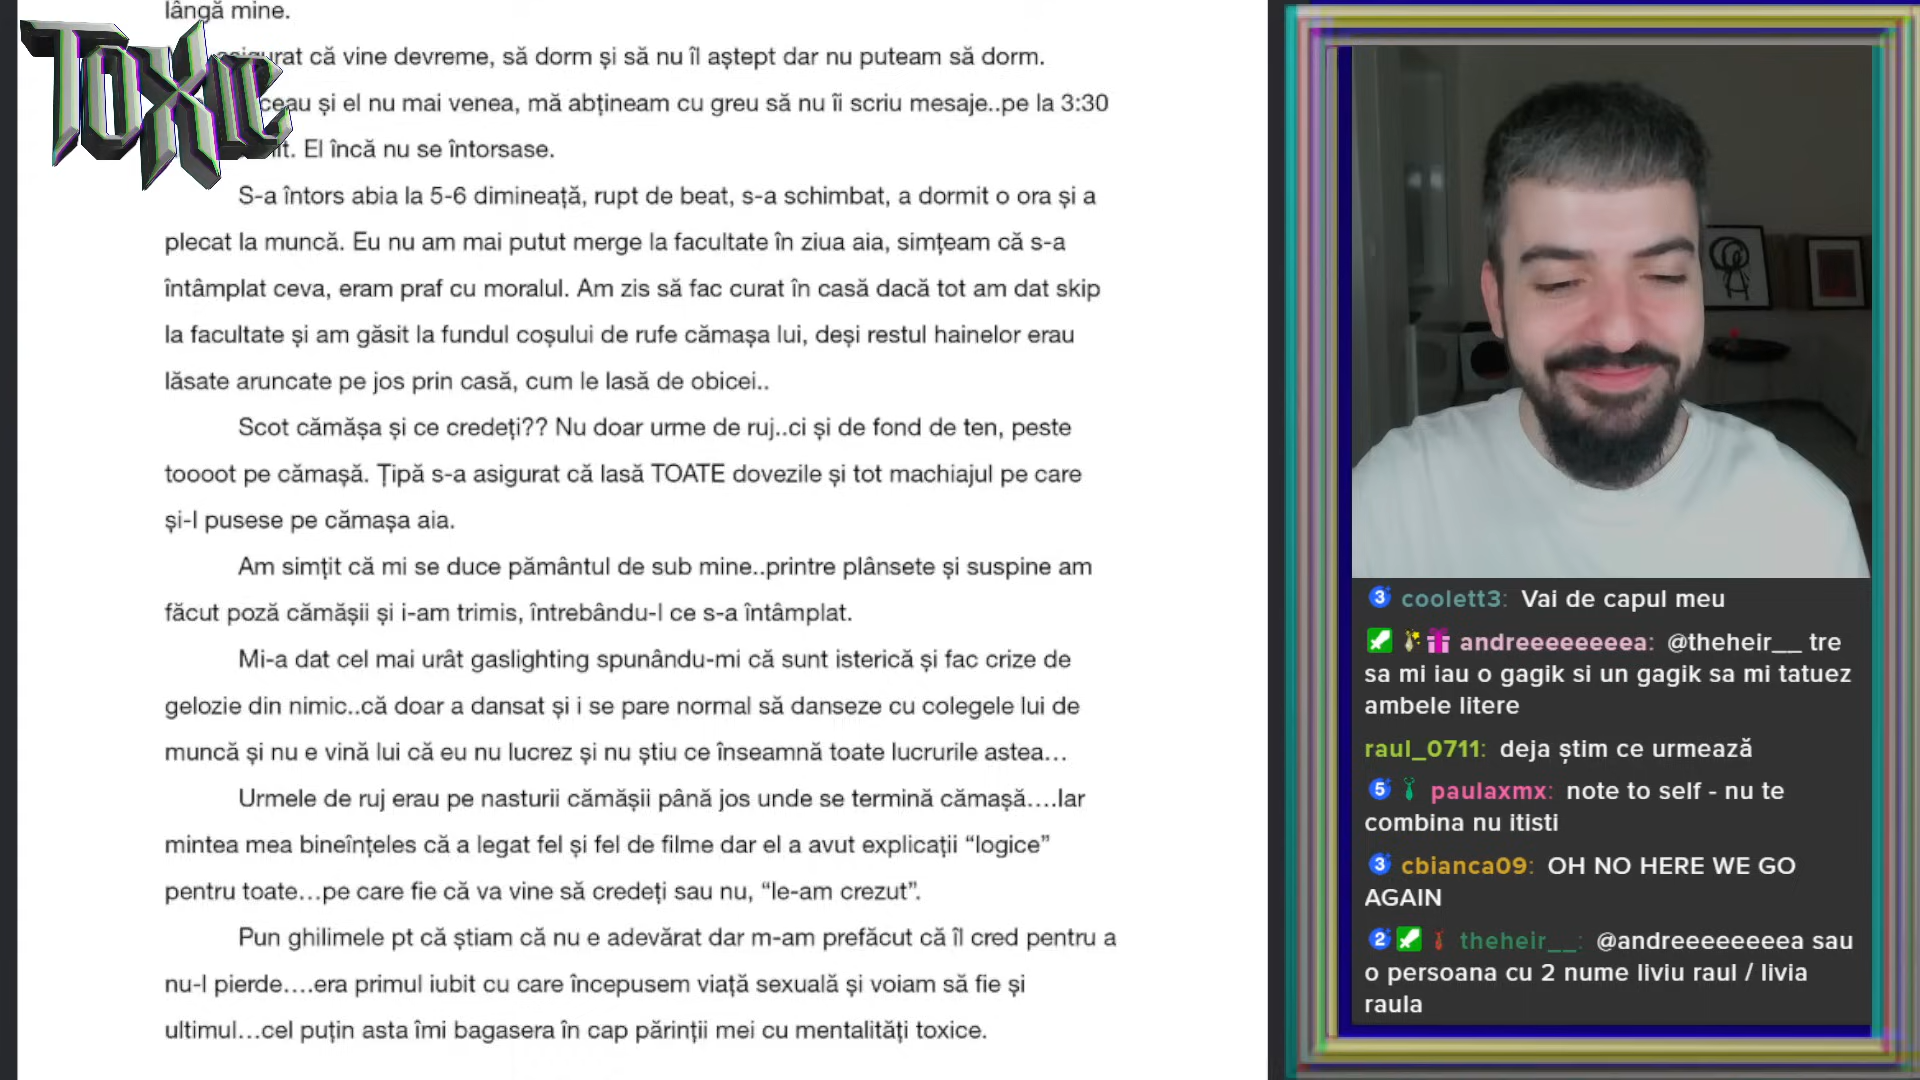 lângă mine.
TOXIC
că vine devreme, să dorm și să nu îl aștept dar nu puteam să dorm.
și el nu mai venea, mă abțineam cu greu să nu îi scriu mesaje..pe la 3:30
El încă nu se întorsase.
S-a întors abia la 5-6 dimineață, rupt de beat, s-a schimbat, a dormit o ora și a
plecat la muncă. Eu nu am mai putut merge la facultate în ziua aia, simțeam că s-a
întâmplat ceva, eram praf cu moralul. Am zis să fac curat în casă dacă tot am dat skip
la facultate și am găsit la fundul coșului de rufe cămașa lui, deși restul hainelor erau
lăsate aruncate pe jos prin casă, cum le lasă de obicei..
Scot cămășa și ce credeți?? Nu doar urme de ruj..ci și de fond de ten, peste
toooot pe cămașă. Țipă s-a asigurat că lasă TOATE dovezile și tot machiajul pe care
și-l pusese pe cămașa aia.
Am simțit că mi se duce pământul de sub mine..printre plânsete și suspine am
făcut poză cămășii și i-am trimis, întrebându-l ce s-a întâmplat.
Mi-a dat cel mai urât gaslighting spunându-mi că sunt isterică și fac crize de
gelozie din nimic..că doar a dansat și i se pare normal să danseze cu colegele lui de
muncă și nu e vină lui că eu nu lucrez și nu știu ce înseamnă toate lucrurile astea…
Urmele de ruj erau pe nasturii cămășii până jos unde se termină cămașă….Iar
mintea mea bineînțeles că a legat fel și fel de filme dar el a avut explicații “logice”
pentru toate…pe care fie că va vine să credeți sau nu, “le-am crezut”.
Pun ghilimele pt că știam că nu e adevărat dar m-am prefăcut că îl cred pentru a
nu-l pierde….era primul iubit cu care începusem viață sexuală și voiam să fie și
ultimul…cel puțin asta îmi bagasera în cap părinții mei cu mentalități toxice.
3 coolett3: Vai de capul meu
andreeeeeeeea: @theheir__ tre
sa mi iau o gagik si un gagik sa mi tatuez
ambele litere
raul_0711: deja știm ce urmează
5 paulaxmx: note to self - nu te
combina nu itisti
3 cbianca09: OH NO HERE WE GO
AGAIN
2 theheir__: @andreeeeeeeea sau
o persoana cu 2 nume liviu raul / livia
raula